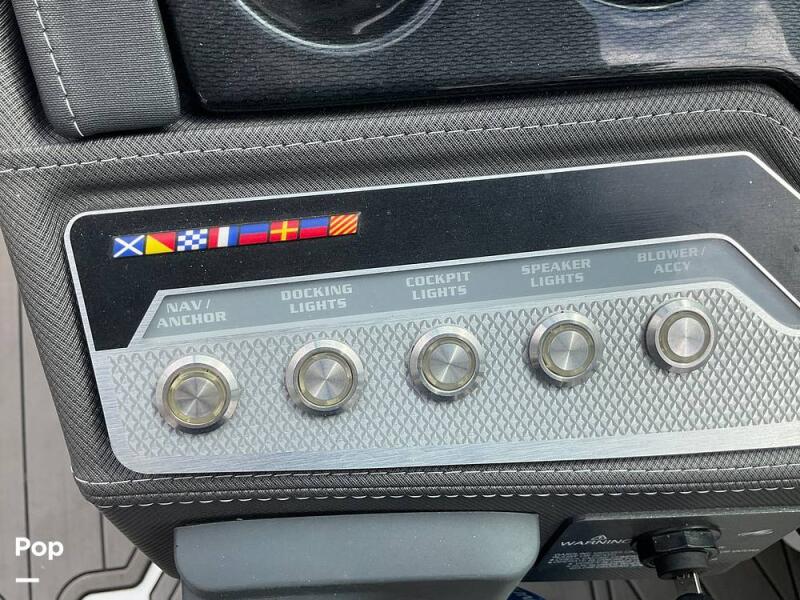 NAV /
ANCHOR
DOCKING
LIGHTS
COCKPIT
LIGHTS
SPEAKER
LIGHTS
BLOWER /
ACCY
WARNING
Pop